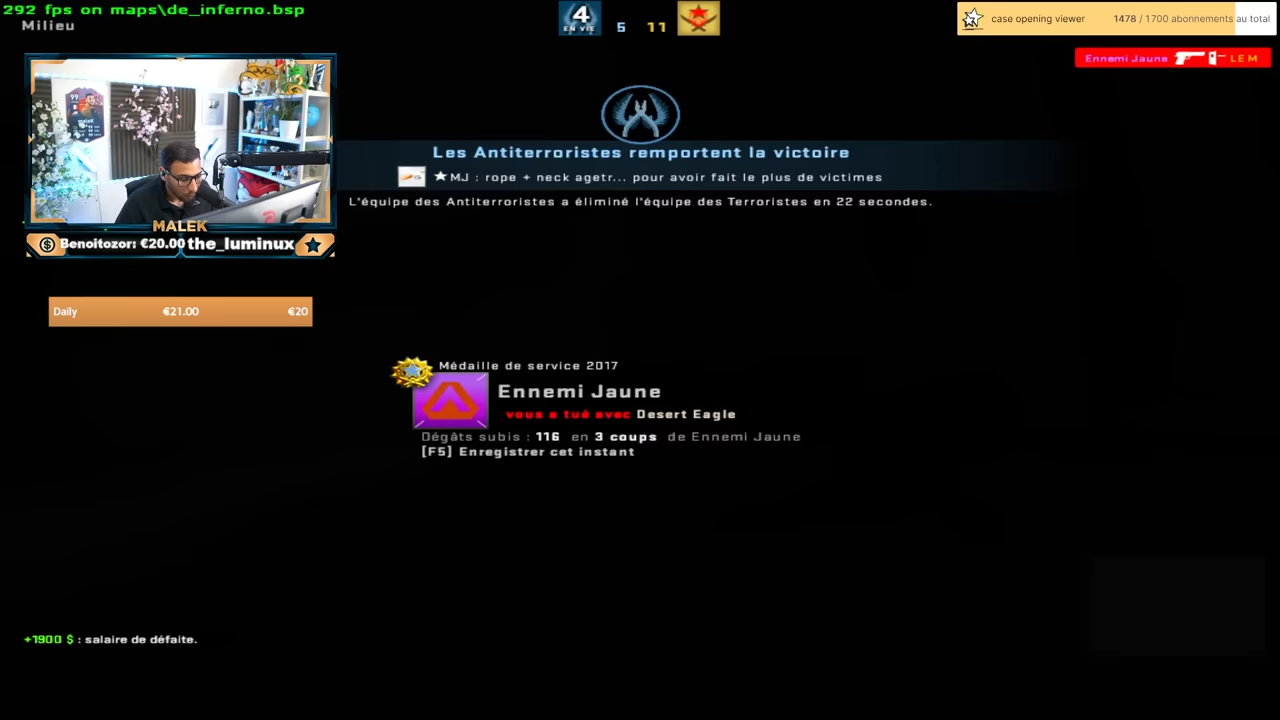 292 fps on maps\de_inferno.bsp
Milieu
4
EN VIE
5 11
case opening viewer 1478 / 1700 abonnements au total
Ennemi Jaune LE M
99
Les Antiterroristes remportent la victoire
★MJ : rope + neck agetr... pour avoir fait le plus de victimes
L'équipe des Antiterroristes a éliminé l'équipe des Terroristes en 22 secondes.
MALEK
Benoitozor: €20.00 the_luminux
Daily €21.00 €20
Médaille de service 2017
Ennemi Jaune
vous a tué avec Desert Eagle
Dégâts subis : 116 en 3 coups de Ennemi Jaune
[F5] Enregistrer cet instant
+1900 $ : salaire de défaite.